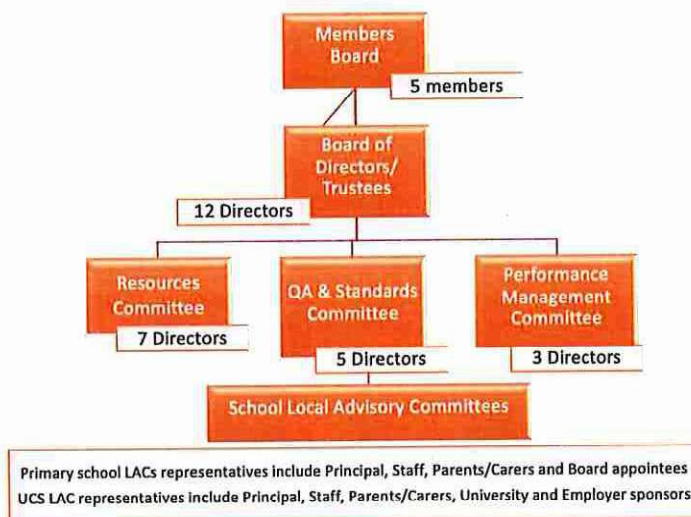 Members
Board
5 members
Board of
Directors/
Trustees
12 Directors
Resources
Committee
7 Directors
QA & Standards
Committee
5 Directors
Performance
Management
Committee
3 Directors
School Local Advisory Committees
Primary school LACs representatives include Principal, Staff, Parents/Carers and Board appointees
UCS LAC representatives include Principal, Staff, Parents/Carers, University and Employer sponsors